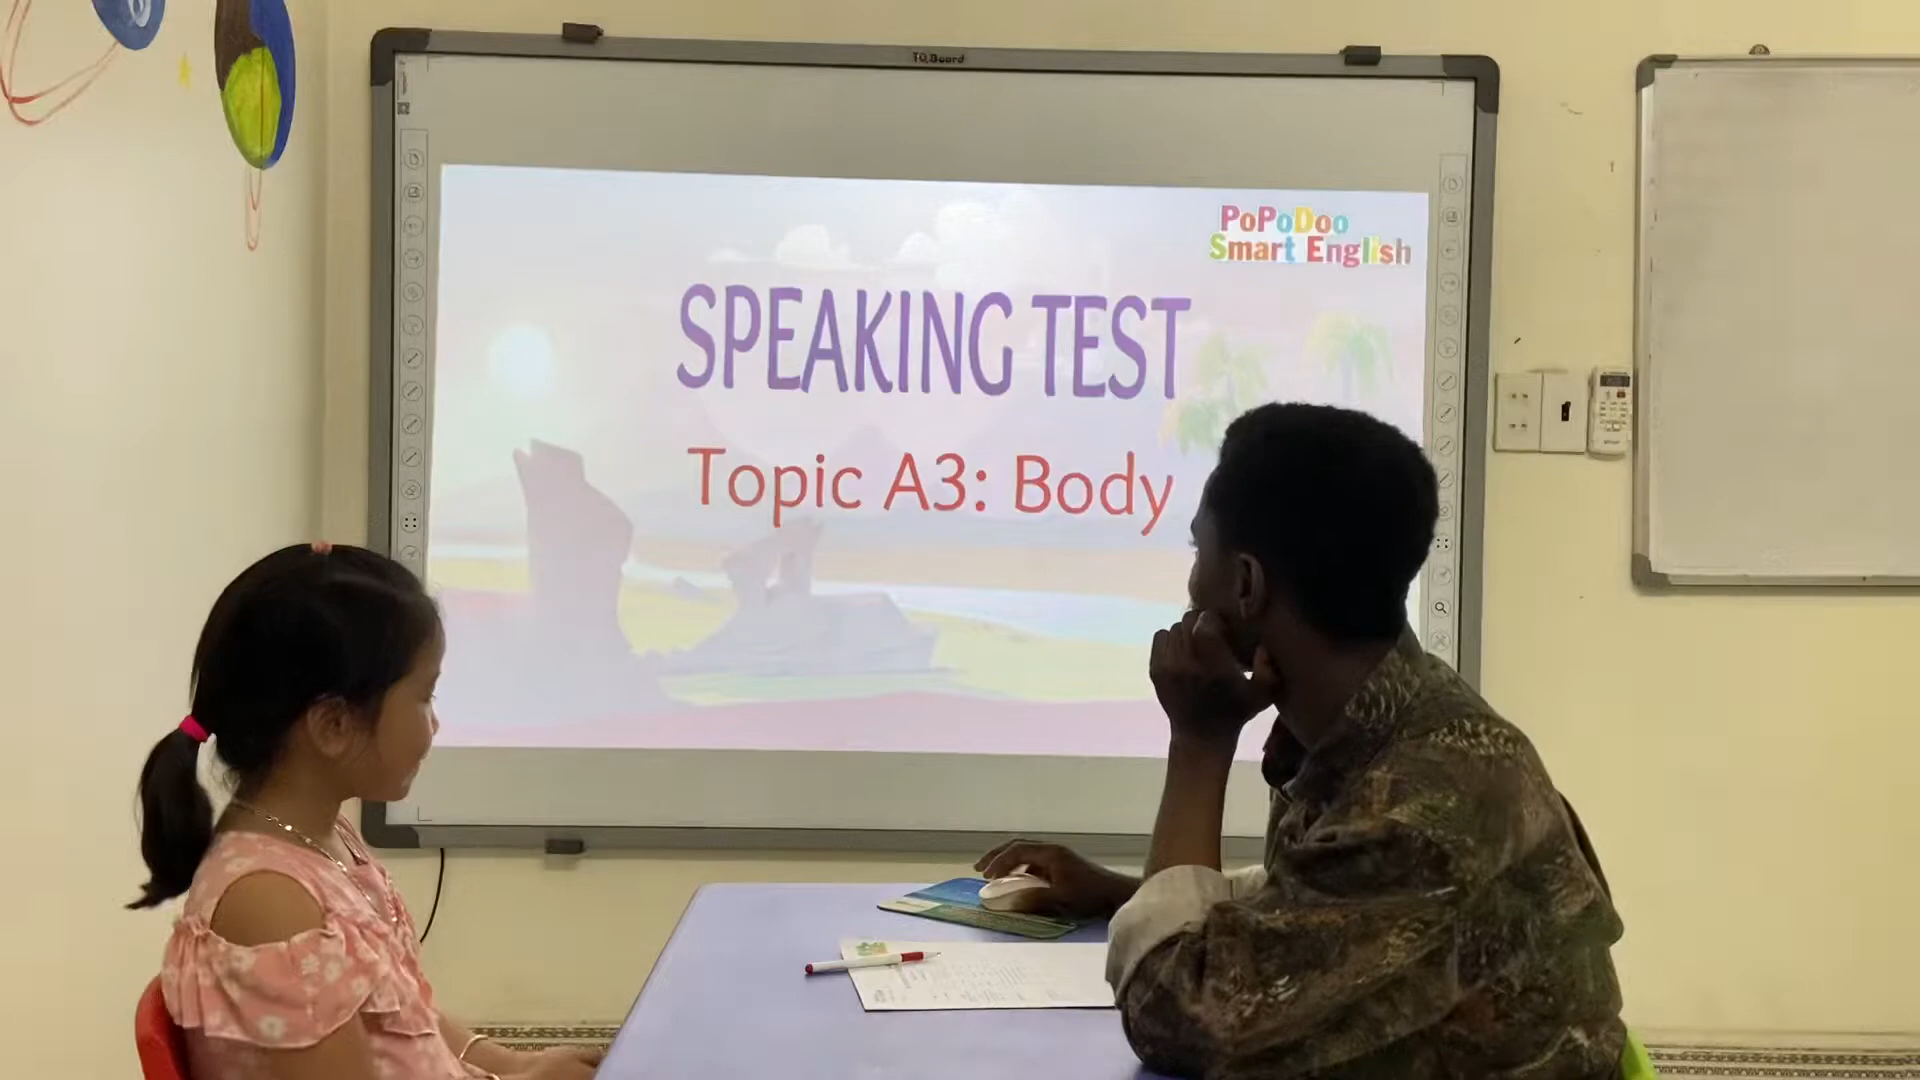 TQ Board
PoPoDoo
Smart English
SPEAKING TEST
Topic A3: Body